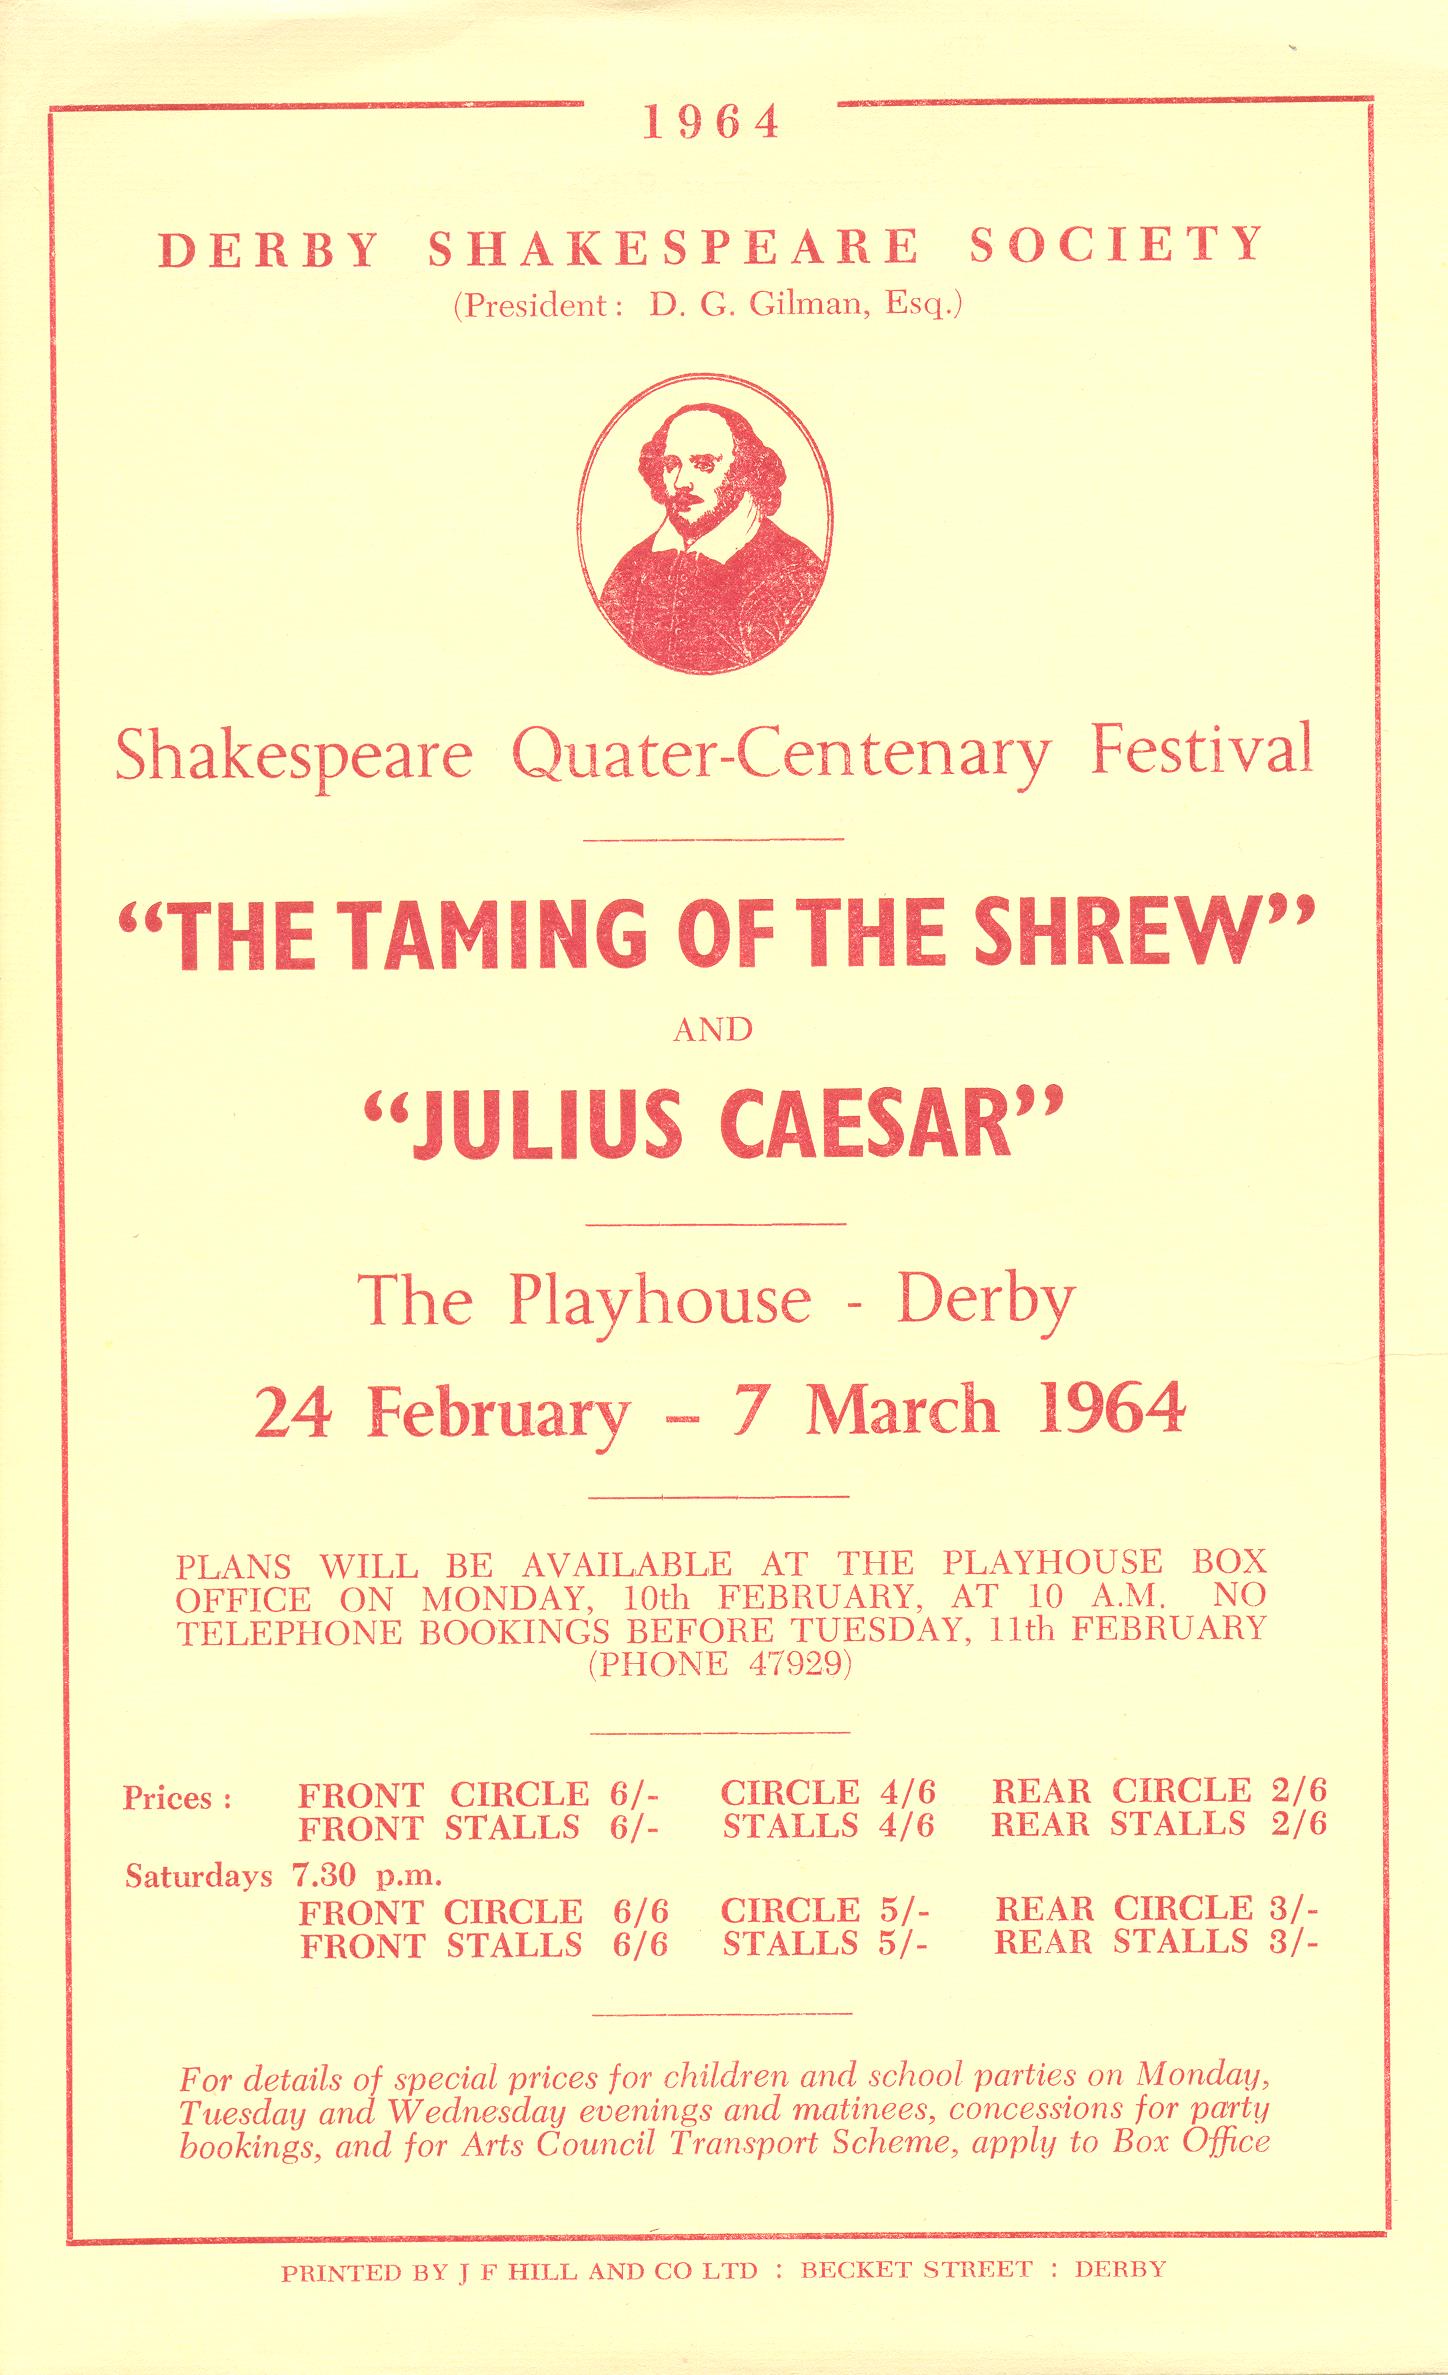 1964
DERBY SHAKESPEARE SOCIETY
(President: D. G. Gilman, Esq.)
Shakespeare Quater-Centenary Festival
“THE TAMING OF THE SHREW”
AND
“JULIUS CAESAR”
The Playhouse - Derby
24 February – 7 March 1964
PLANS WILL BE AVAILABLE AT THE PLAYHOUSE BOX
OFFICE ON MONDAY, 10th FEBRUARY, AT 10 A.M. NO
TELEPHONE BOOKINGS BEFORE TUESDAY, 11th FEBRUARY
(PHONE 47929)
Prices: FRONT CIRCLE 6/- CIRCLE 4/6 REAR CIRCLE 2/6
FRONT STALLS 6/- STALLS 4/6 REAR STALLS 2/6
Saturdays 7.30 p.m.
FRONT CIRCLE 6/6 CIRCLE 5/- REAR CIRCLE 3/-
FRONT STALLS 6/6 STALLS 5/- REAR STALLS 3/-
For details of special prices for children and school parties on Monday,
Tuesday and Wednesday evenings and matinees, concessions for party
bookings, and for Arts Council Transport Scheme, apply to Box Office
PRINTED BY J F HILL AND CO LTD : BECKET STREET : DERBY